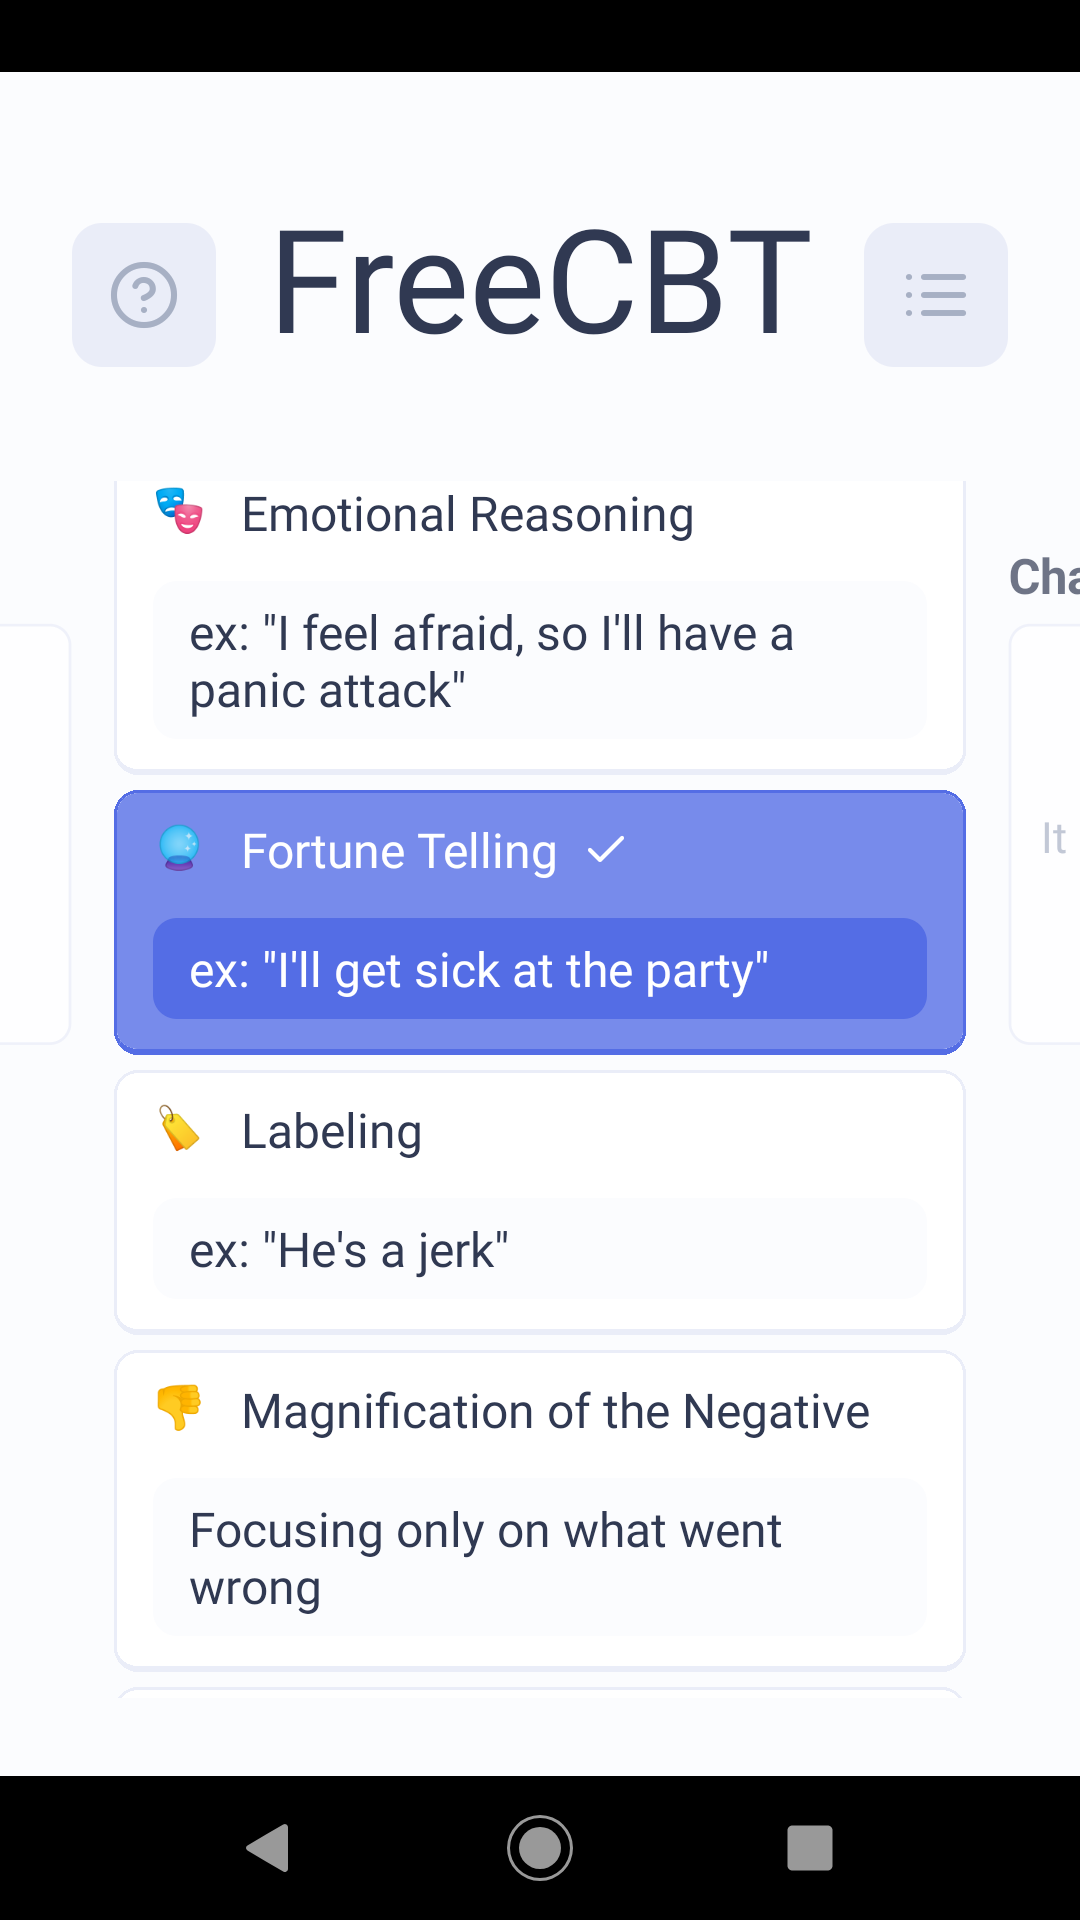 FreeCBT
Emotional Reasoning
ex: "I feel afraid, so I'll have a
panic attack"
Fortune Telling
ex: "I'll get sick at the party"
Labeling
ex: "He's a jerk"
Magnification of the Negative
Focusing only on what went
wrong
Cha
It